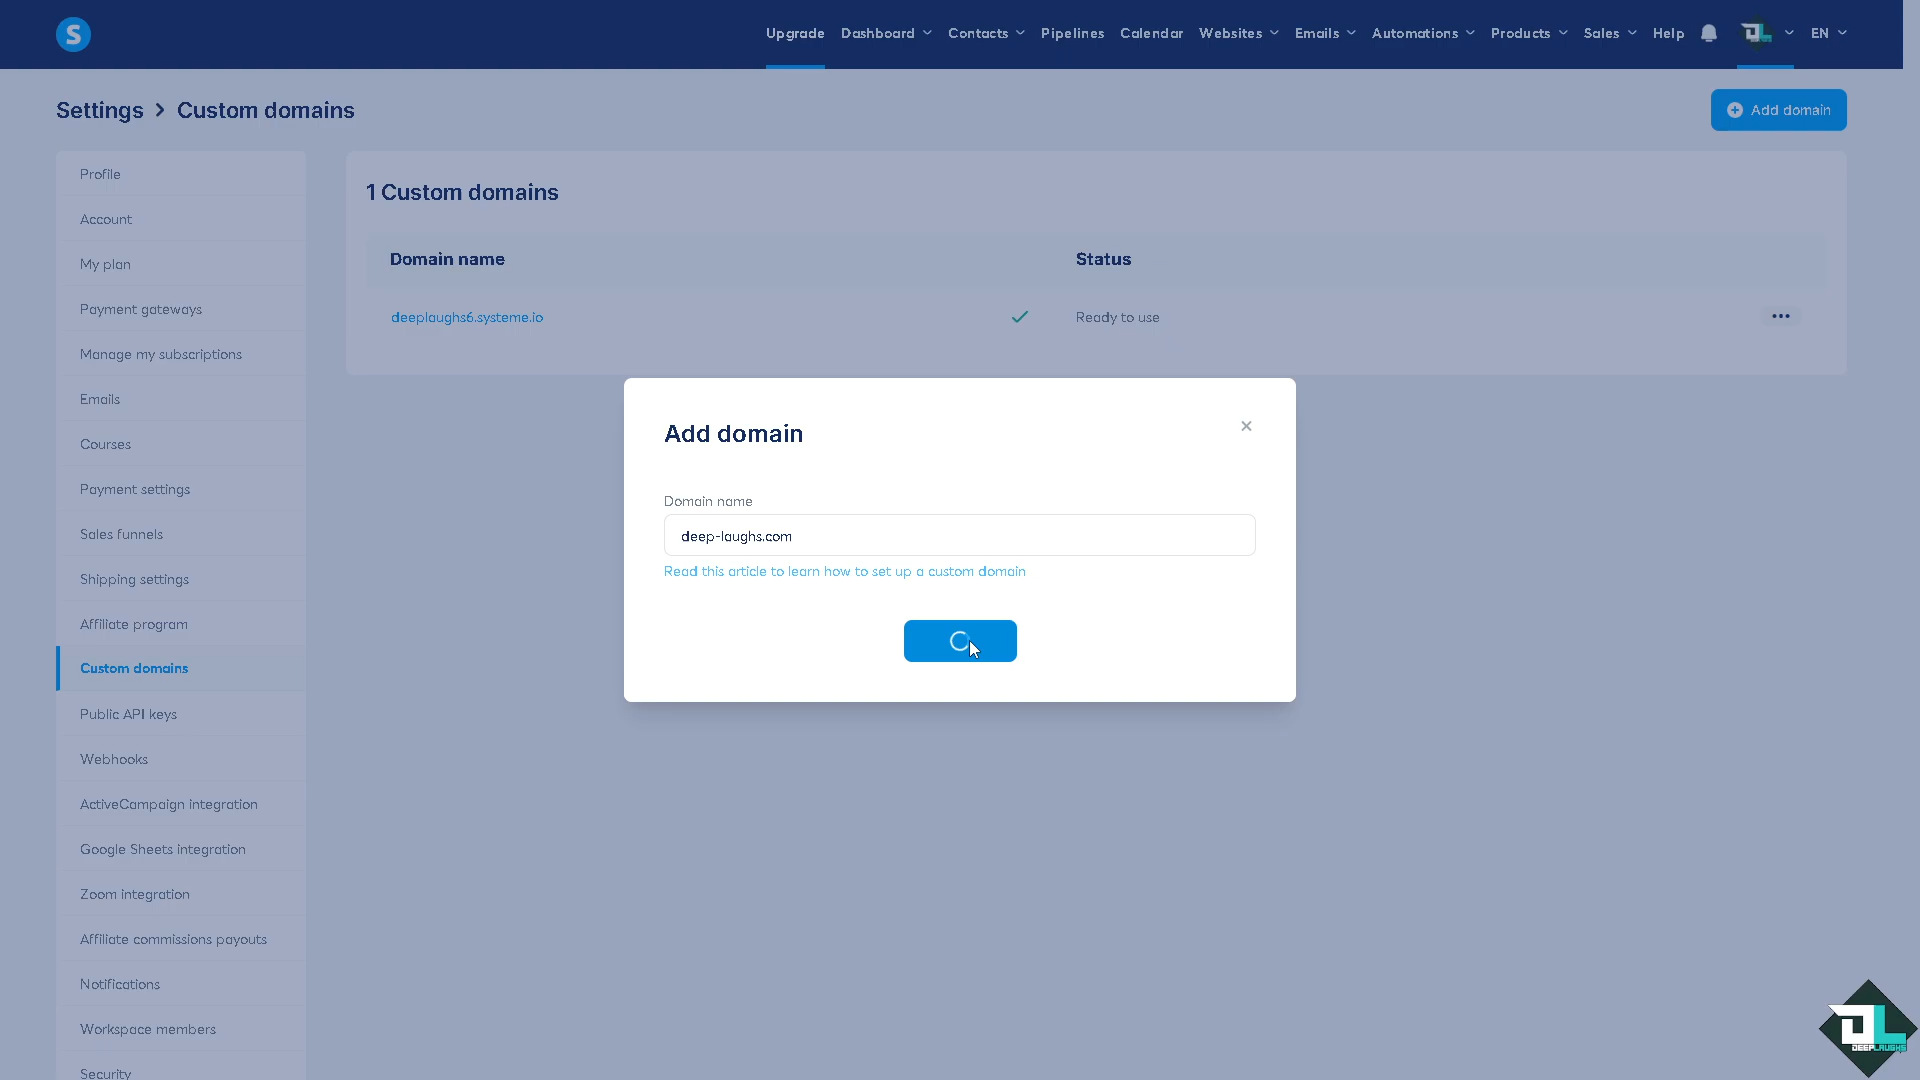 S
Upgrade Dashboard Contacts Pipelines Calendar Websites Emails Automations Products Sales Help EN
Settings > Custom domains
Add domain
Profile
Account
My plan
Payment gateways
Manage my subscriptions
Emails
Courses
Payment settings
Sales funnels
Shipping settings
Affiliate program
Custom domains
Public API keys
Webhooks
ActiveCampaign integration
Google Sheets integration
Zoom integration
Affiliate commissions payouts
Notifications
Workspace members
Security
1 Custom domains
Domain name Status
deeplaughs6.systeme.io Ready to use
Add domain
Domain name
deep-laughs.com
Read this article to learn how to set up a custom domain
DL
DEEPLAUGHS